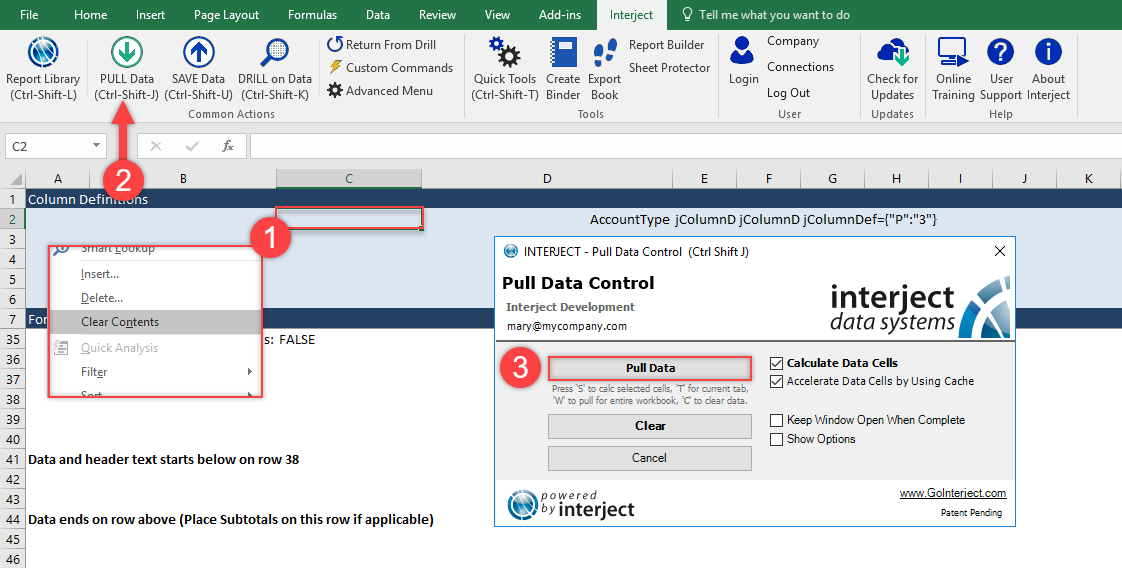 File Home Insert Page Layout Formulas Data Review View Add-ins Interject Tell me what you want to do
Report Library
(Ctrl-Shift-L)
PULL Data
(Ctrl-Shift-J)
SAVE Data
(Ctrl-Shift-U)
DRILL on Data
(Ctrl-Shift-K)
Return From Drill
Custom Commands
Advanced Menu
Common Actions
Quick Tools
(Ctrl-Shift-T)
Create
Binder
Export
Book
Report Builder
Sheet Protector
Tools
Login
Company
Connections
Log Out
User
Check for
Updates
Updates
Online
Training
User
Support
About
Interject
Help
C2 fx
A B C D E F G H I J K
2
1 Column Definitions
2 AccountType jColumnD jColumnD jColumnDef={"P":"3"}
1
3
4
5
6
7 For
35 s: FALSE
36
37
38
39
40
41 Data and header text starts below on row 38
42
43
44 Data ends on row above (Place Subtotals on this row if applicable)
45
46
Smart Lookup
Insert...
Delete...
Clear Contents
Quick Analysis
Filter
Sort
INTERJECT - Pull Data Control (Ctrl Shift J)
Pull Data Control
Interject Development
mary@mycompany.com
interject
data systems
3
Pull Data
Press 'S' to calc selected cells, 'T' for current tab,
'W' to pull for entire workbook, 'C' to clear data.
Clear
Cancel
Calculate Data Cells
Accelerate Data Cells by Using Cache
Keep Window Open When Complete
Show Options
powered
by interject
www.GoInterject.com
Patent Pending